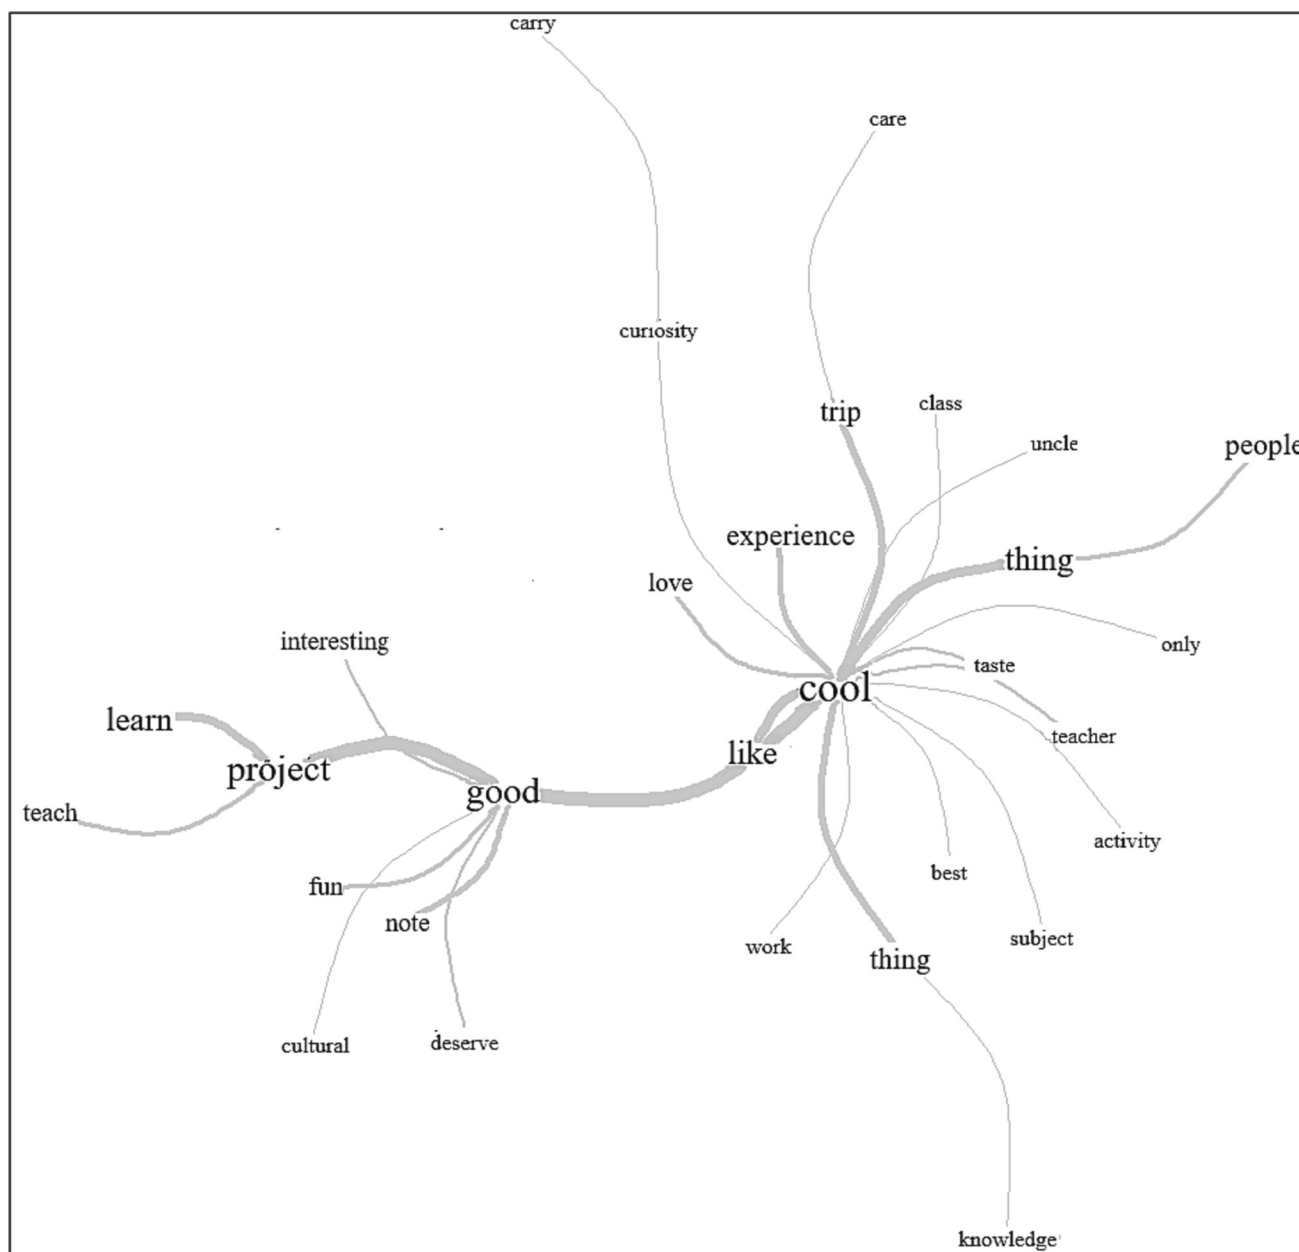 carry
care
curiosity
trip
class
uncle
people
experience
thing
love
interesting
only
taste
cool
learn
teacher
like
project
good
teach
activity
best
fun
note
subject
work
thing
cultural
deserve
knowledge